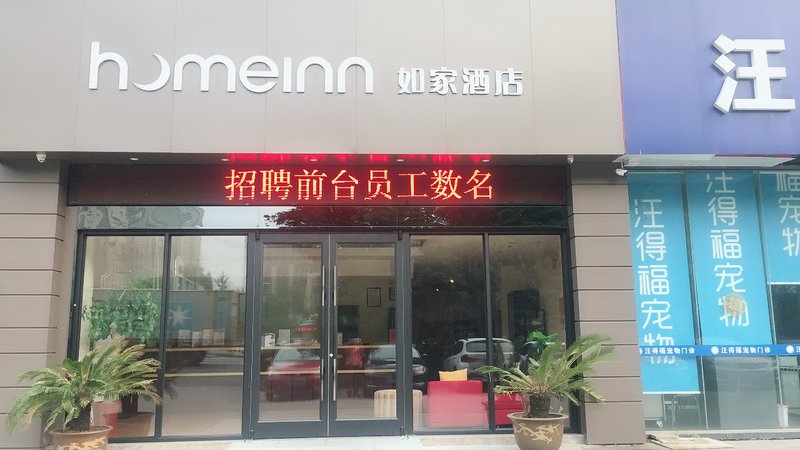 homeinn 如家酒店
汪
招聘前台员工数名
汪得福宠物
汪得福宠物
汪得福宠物门诊